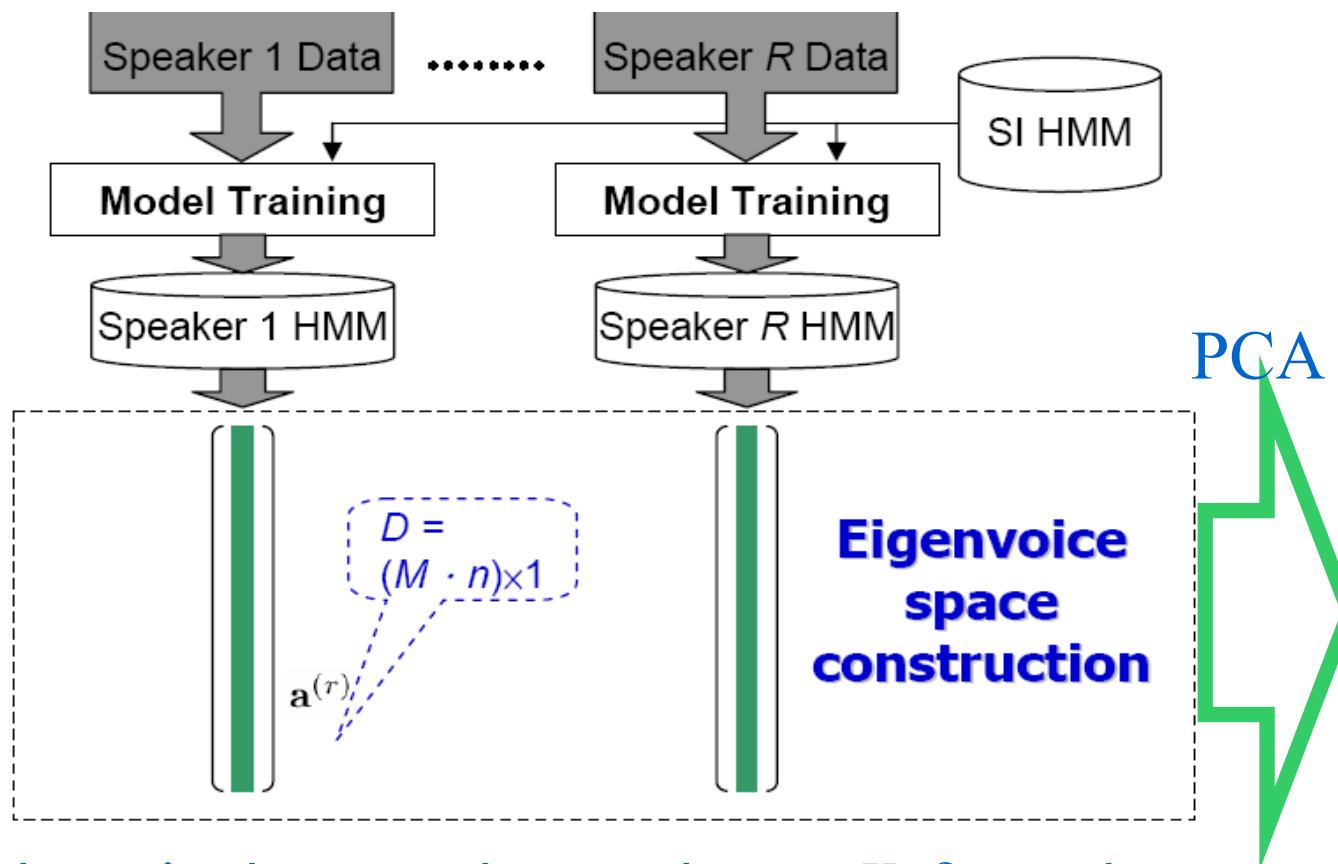 Speaker 1 Data ........ Speaker R Data
SI HMM
Model Training Model Training
Speaker 1 HMM Speaker R HMM
PCA
D =
(M · n)×1
a(r)
Eigenvoice
space
construction